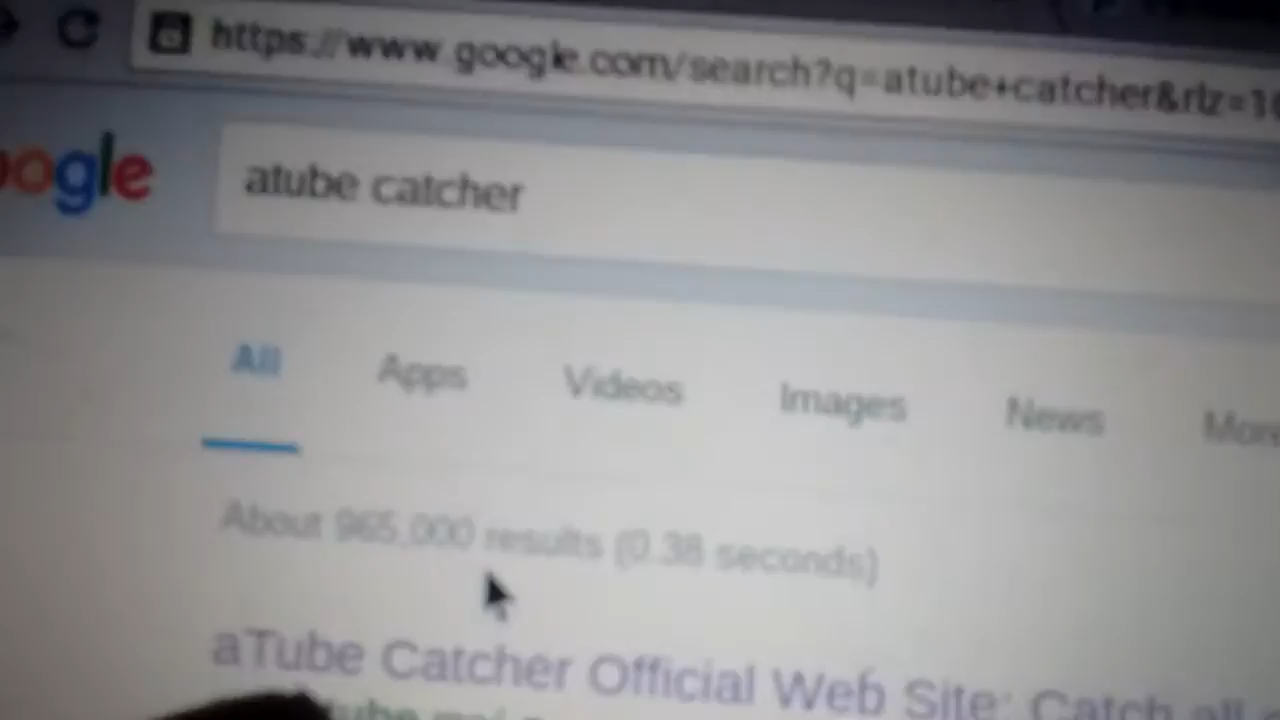 https://www.google.com/search?q=atube+catcher&rlz=1
oogle
atube catcher
All Apps Videos Images News Mor
About 965,000 results (0.38 seconds)
aTube Catcher Official Web Site: Catch all